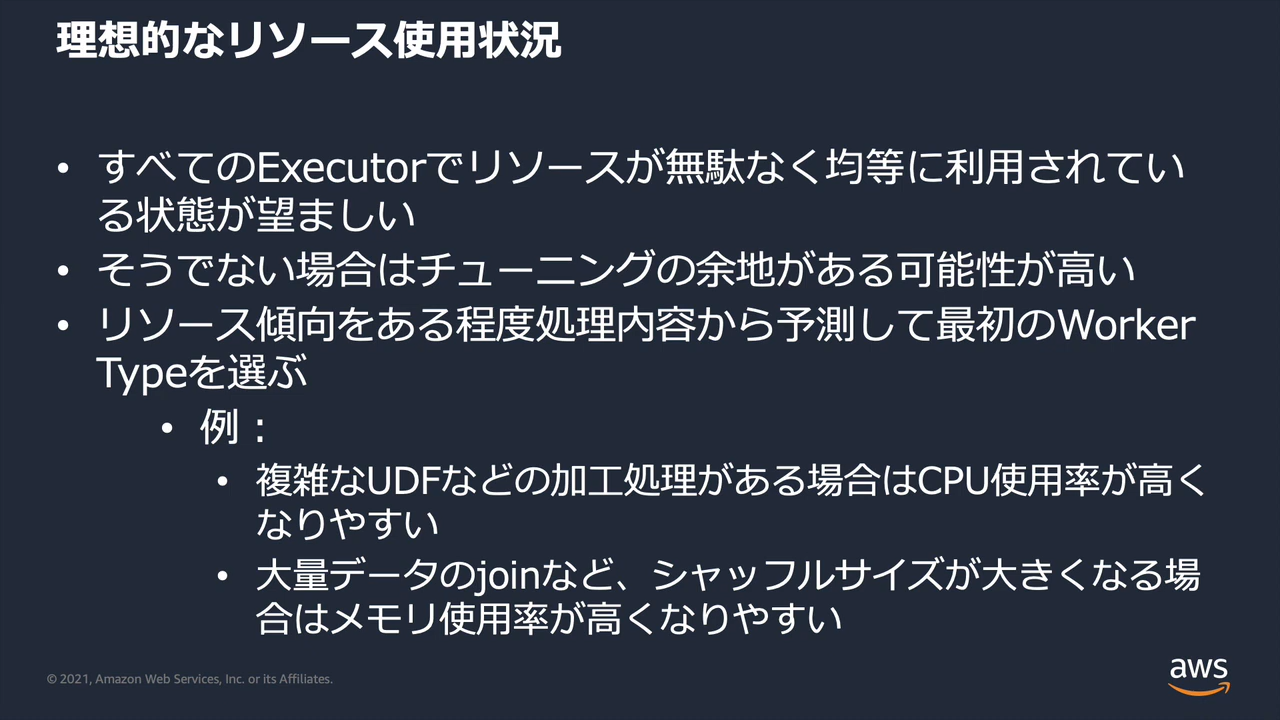 理想的なリソース使用状況
• すべてのExecutorでリソースが無駄なく均等に利用されてい
る状態が望ましい
• そうでない場合はチューニングの余地がある可能性が高い
• リソース傾向をある程度処理内容から予測して最初のWorker
Typeを選ぶ
• 例：
• 複雑なUDFなどの加工処理がある場合はCPU使用率が高く
なりやすい
• 大量データのjoinなど、シャッフルサイズが大きくなる場
合はメモリ使用率が高くなりやすい
© 2021, Amazon Web Services, Inc. or its Affiliates.
aws